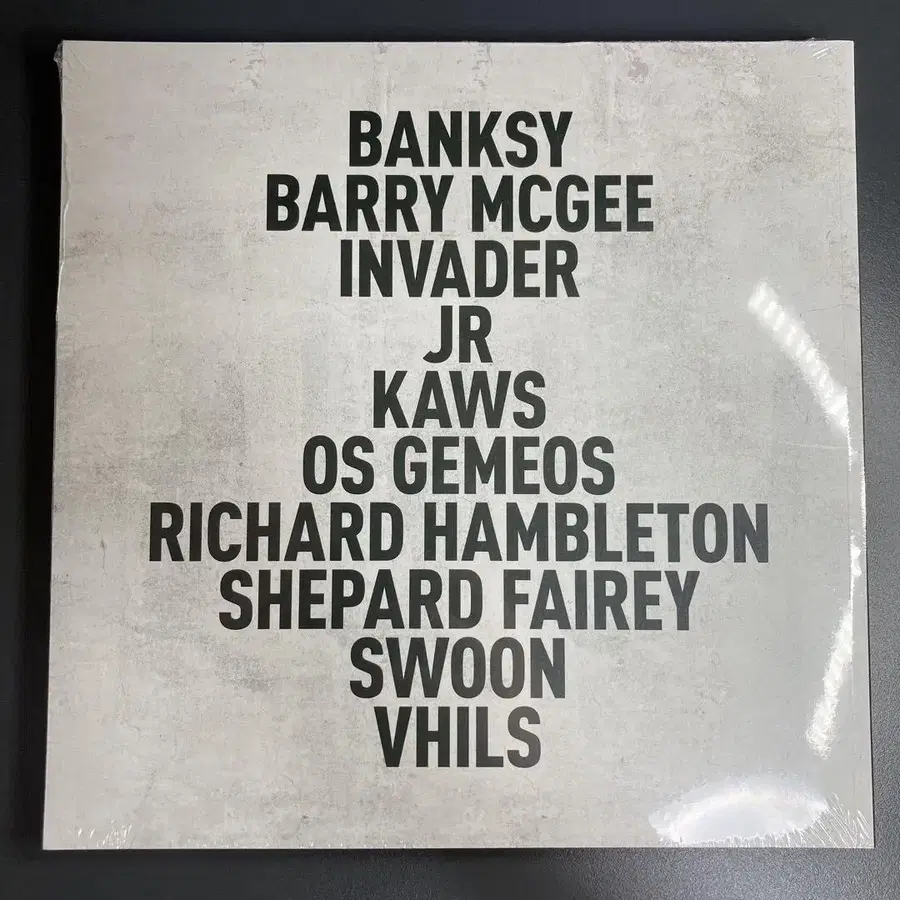 BANKSY
BARRY MCGEE
INVADER
JR
KAWS
OS GEMEOS
RICHARD HAMBLETON
SHEPARD FAIREY
SWOON
VHILS